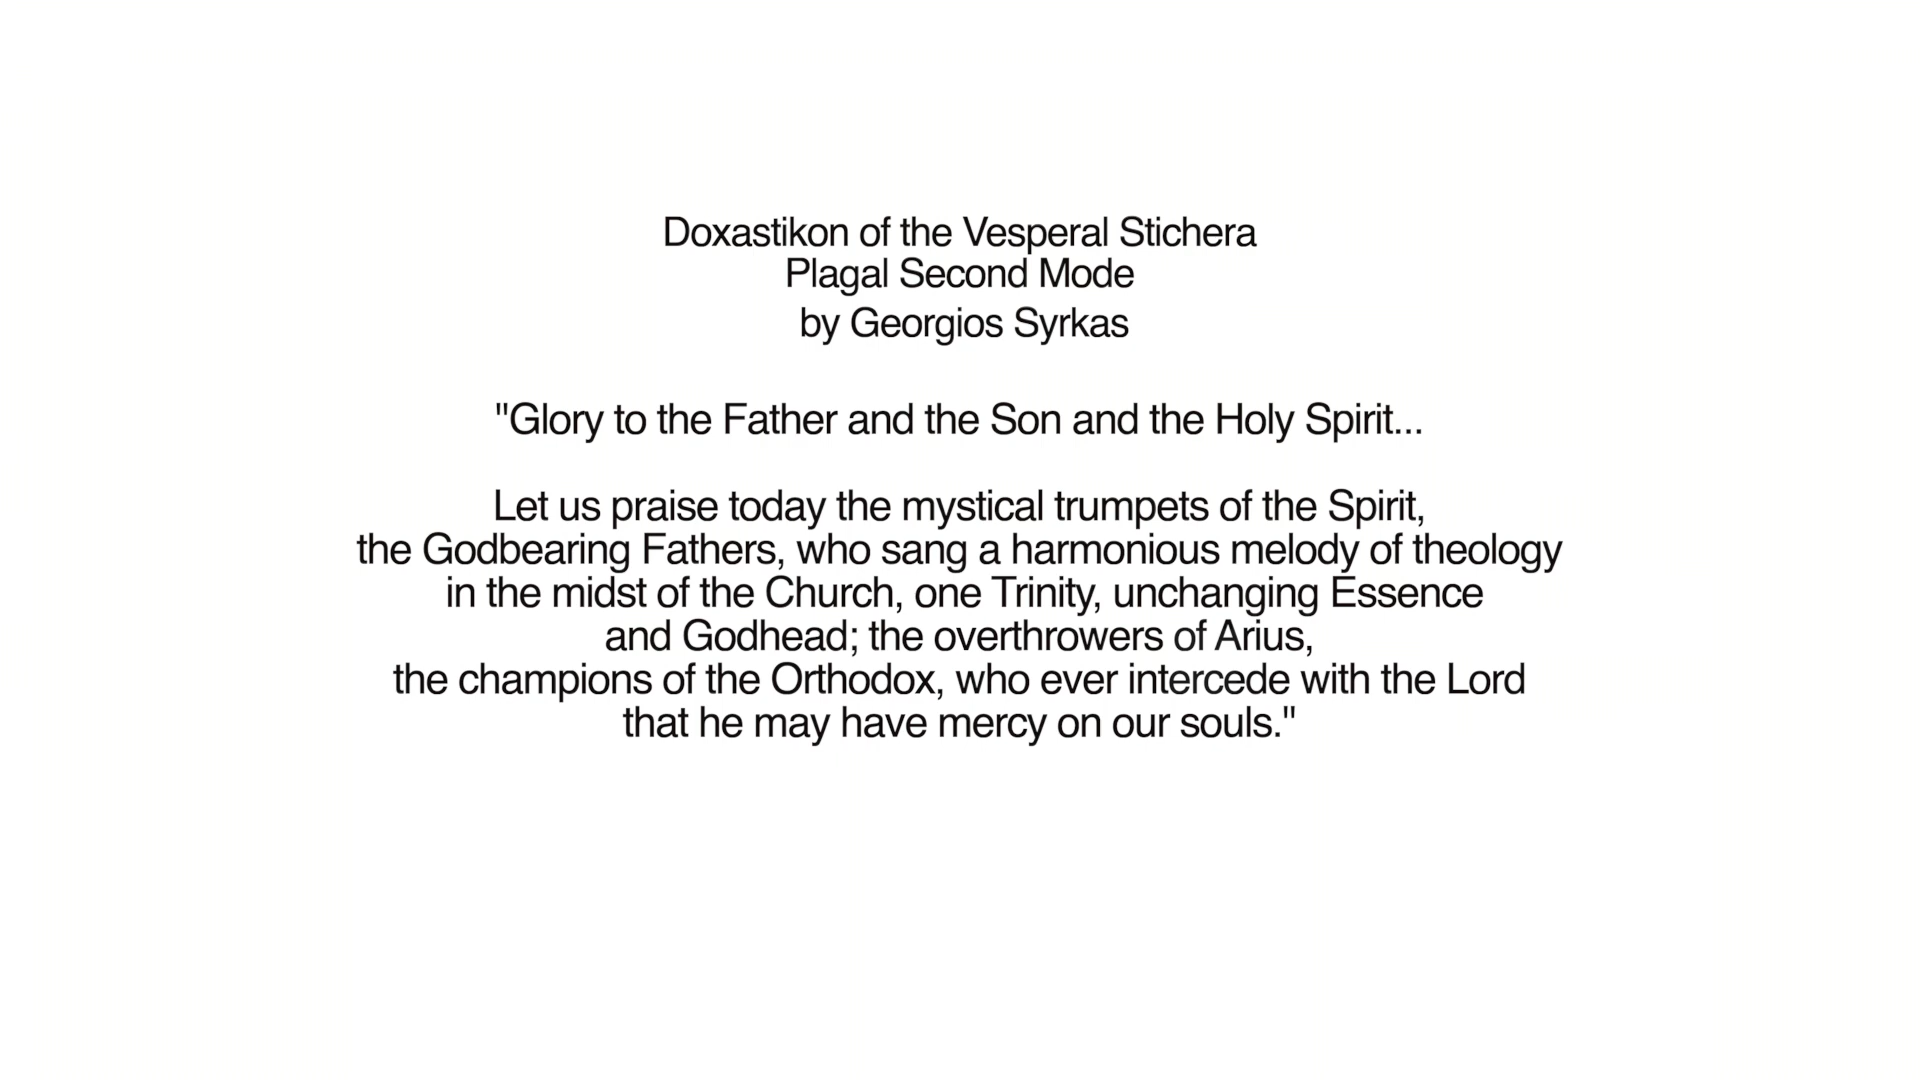 Doxastikon of the Vesperal Stichera
Plagal Second Mode
by Georgios Syrkas
"Glory to the Father and the Son and the Holy Spirit...
Let us praise today the mystical trumpets of the Spirit,
the Godbearing Fathers, who sang a harmonious melody of theology
in the midst of the Church, one Trinity, unchanging Essence
and Godhead; the overthrowers of Arius,
the champions of the Orthodox, who ever intercede with the Lord
that he may have mercy on our souls."